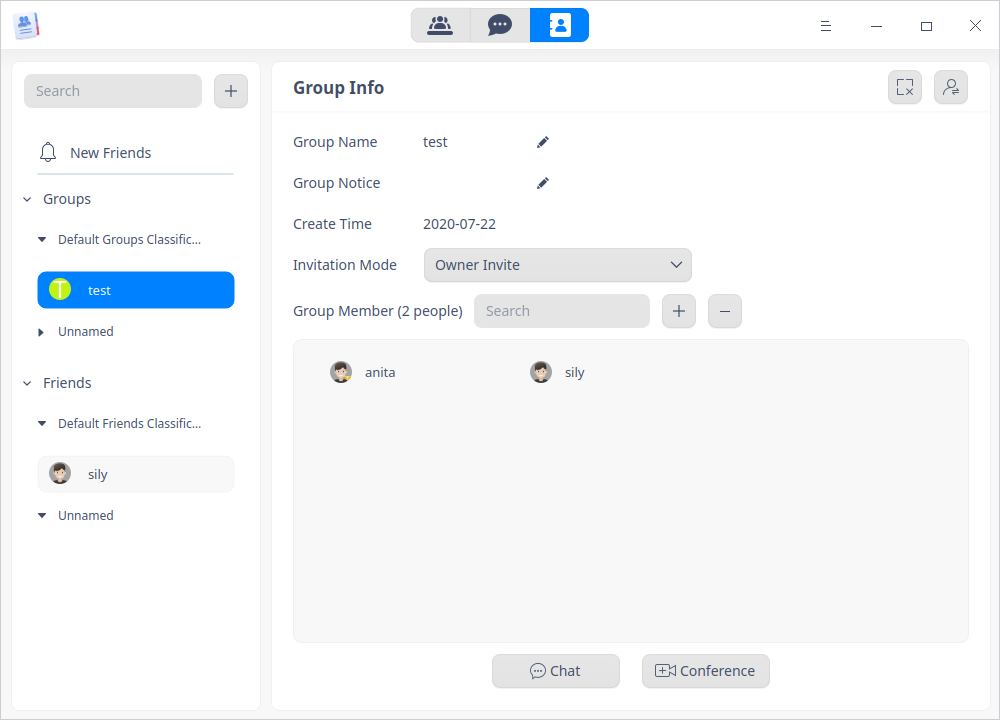 Search
New Friends
Groups
Default Groups Classific...
T test
Unnamed
Friends
Default Friends Classific...
sily
Unnamed
Group Info
Group Name test
Group Notice
Create Time 2020-07-22
Invitation Mode Owner Invite
Group Member (2 people) Search
anita sily
Chat Conference